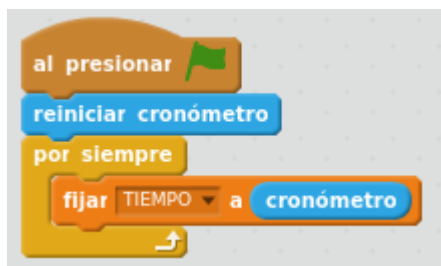 al presionar
reiniciar cronómetro
por siempre
fijar TIEMPO a cronómetro